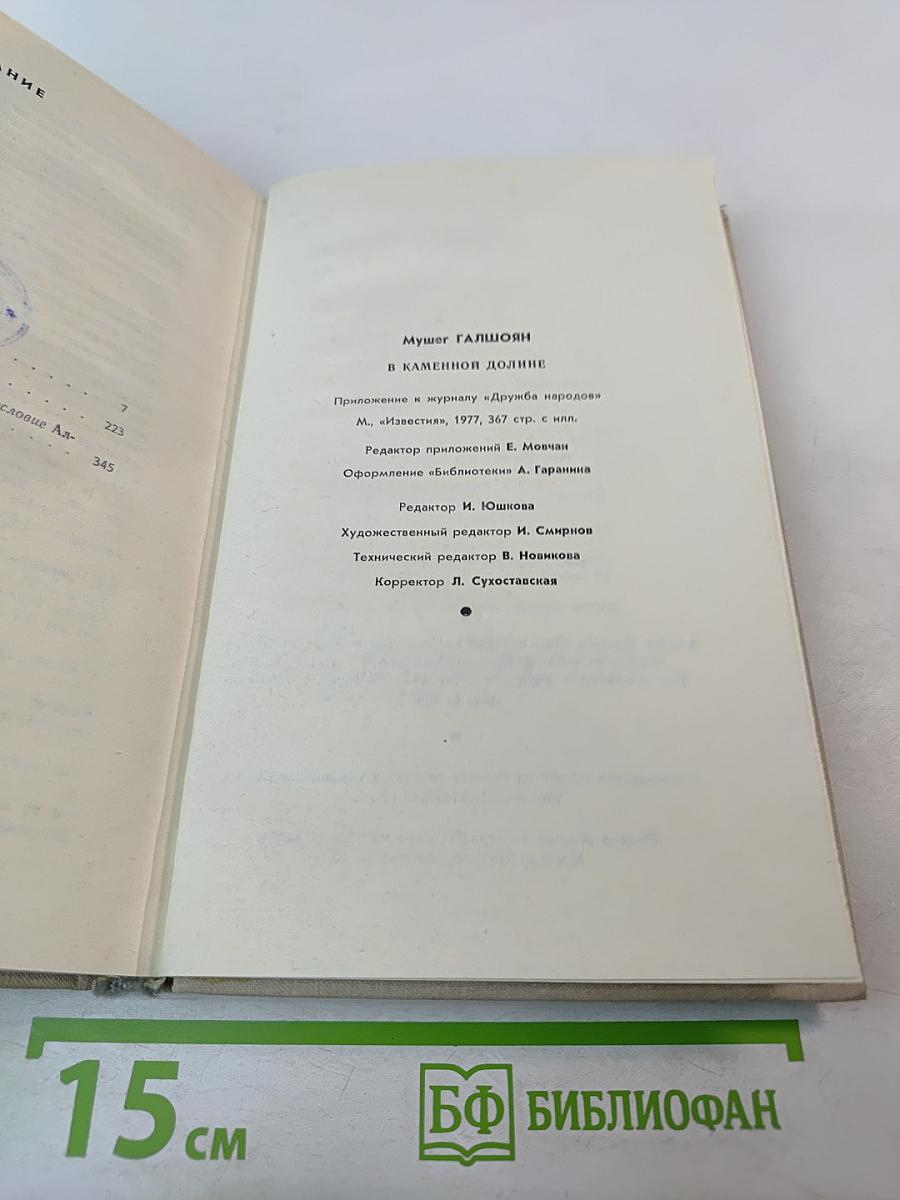 АНИЕ
7
223
словие Ал-
345
Мушег ГАЛШОЯН
В КАМЕННОЙ ДОЛИНЕ
Приложение к журналу «Дружба народов»
М., «Известия», 1977, 367 стр. с илл.
Редактор приложений Е. Мовчан
Оформление «Библиотеки» А. Гаранина
Редактор И. Юшкова
Художественный редактор И. Смирнов
Технический редактор В. Новикова
Корректор Л. Сухоставская
15 см
БФ БИБЛИОФАН